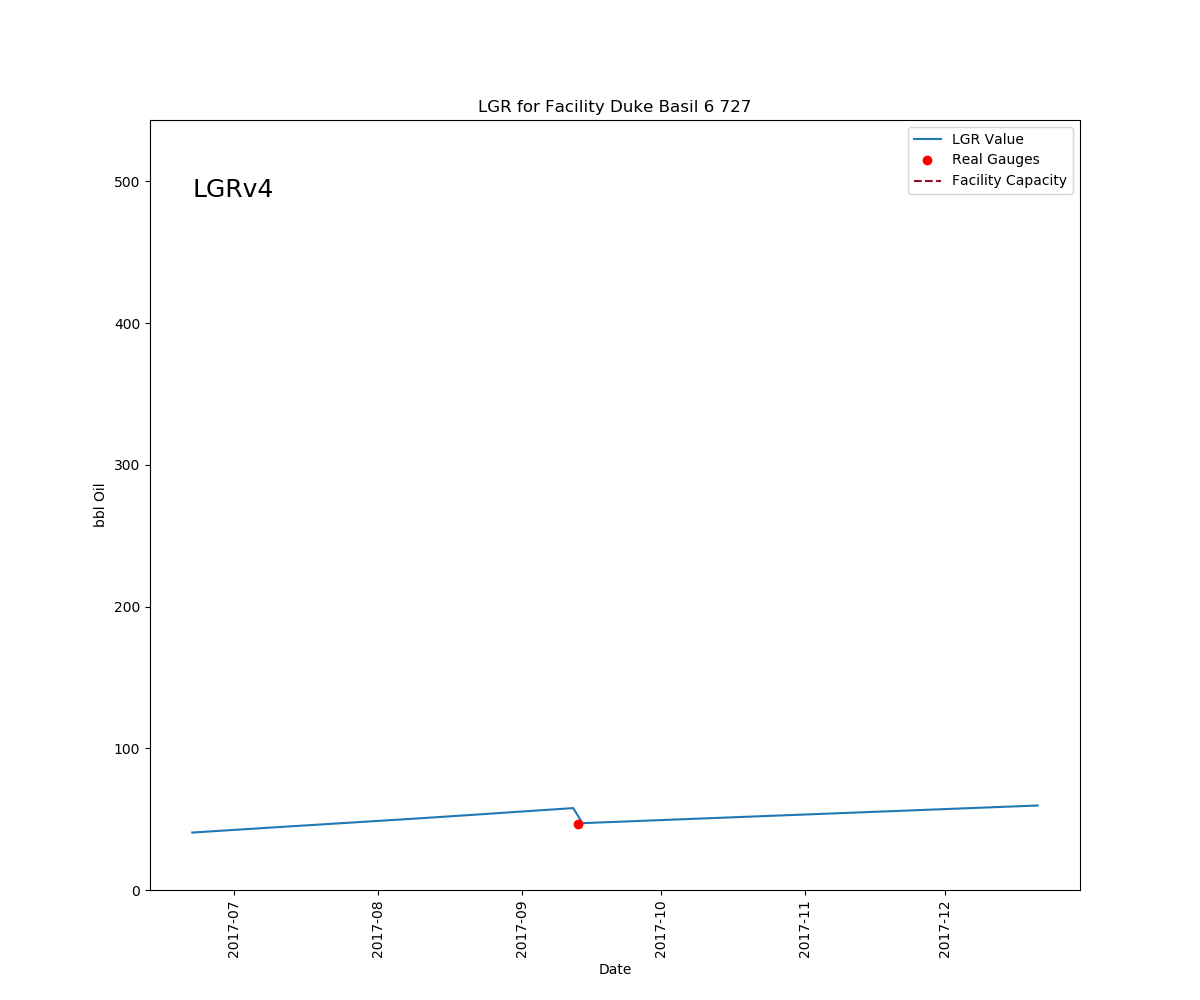 LGR for Facility Duke Basil 6 727
LGR Value
Real Gauges
Facility Capacity
LGRv4
500
400
300
200
100
0
bbl Oil
2017-07
2017-08
2017-09
2017-10
2017-11
2017-12
Date